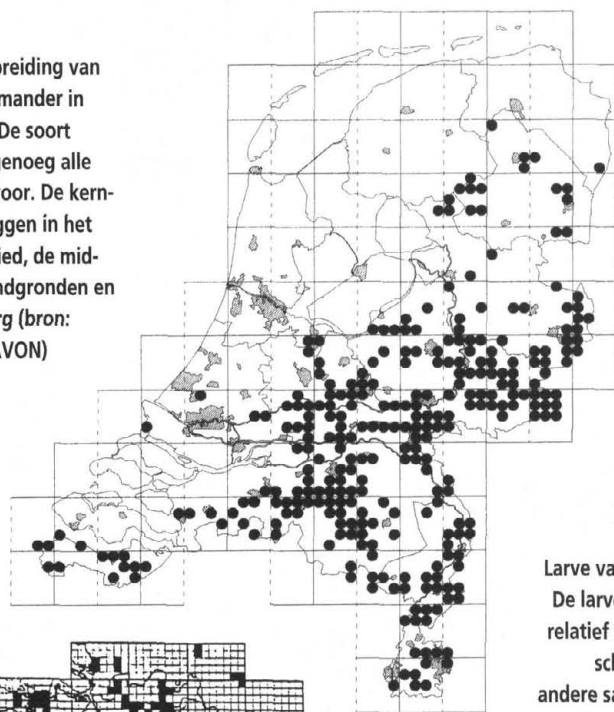 breiding van
mander in
De soort
genoeg alle
voor. De kern-
ggen in het
ied, de mid-
ndgronden en
rg (bron:
AVON)
Larve va
De larve
relatief
sch
andere sa